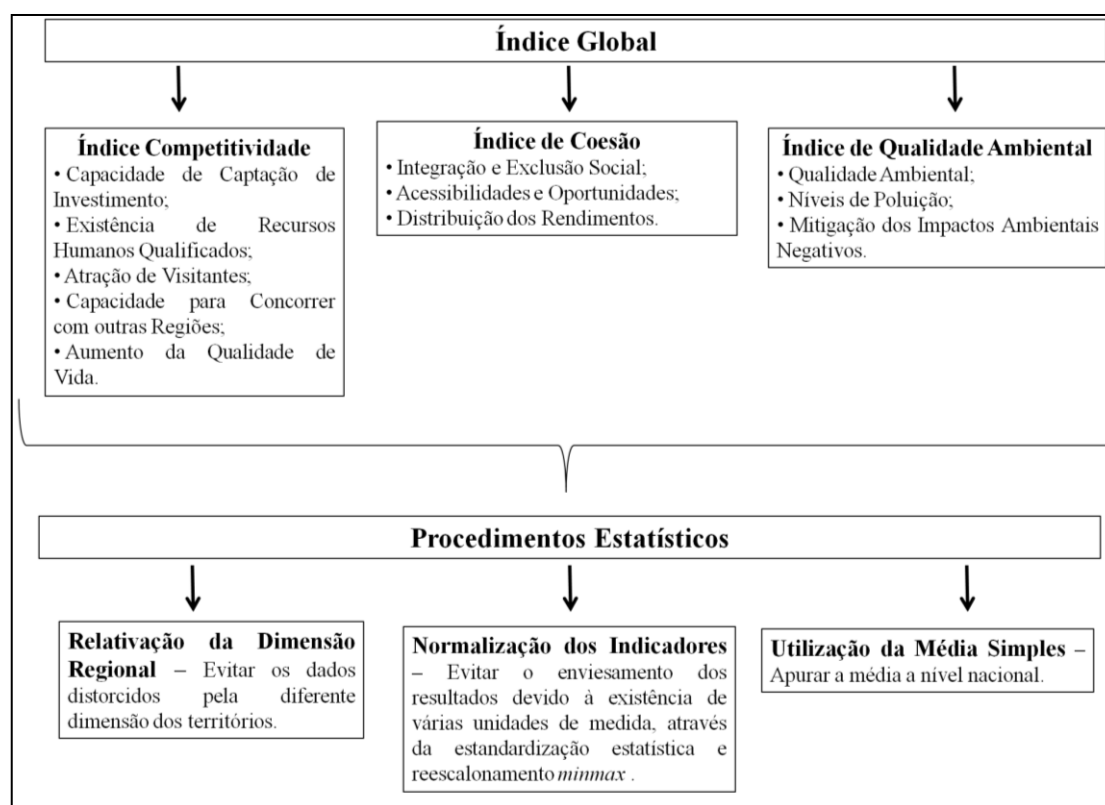 Índice Global
Índice Competitividade
• Capacidade de Captação de
Investimento;
• Existência de Recursos
Humanos Qualificados;
• Atração de Visitantes;
• Capacidade para Concorrer
com outras Regiões;
• Aumento da Qualidade de
Vida.
Índice de Coesão
• Integração e Exclusão Social;
• Acessibilidades e Oportunidades;
• Distribuição dos Rendimentos.
Índice de Qualidade Ambiental
• Qualidade Ambiental;
• Níveis de Poluição;
• Mitigação dos Impactos Ambientais
Negativos.
Procedimentos Estatísticos
Relativação da Dimensão
Regional – Evitar os dados
distorcidos pela diferente
dimensão dos territórios.
Normalização dos Indicadores
– Evitar o enviesamento dos
resultados devido à existência de
várias unidades de medida, através
da estandardização estatística e
reescalonamento minmax .
Utilização da Média Simples –
Apurar a média a nível nacional.